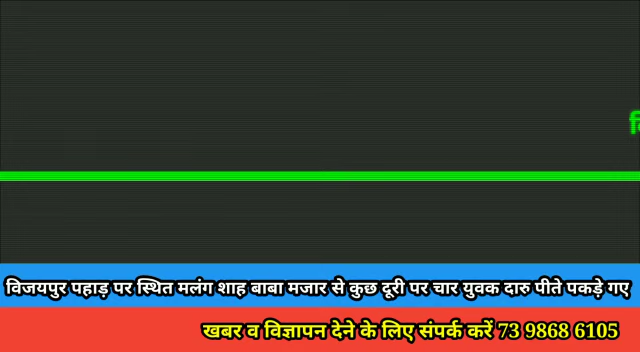 विजयपुर पहाड़ पर स्थित मलंग शाह बाबा मजार से कुछ दूरी पर चार युवक दारु पीते पकड़े गए
खबर व विज्ञापन देने के लिए संपर्क करें 73 9868 6105